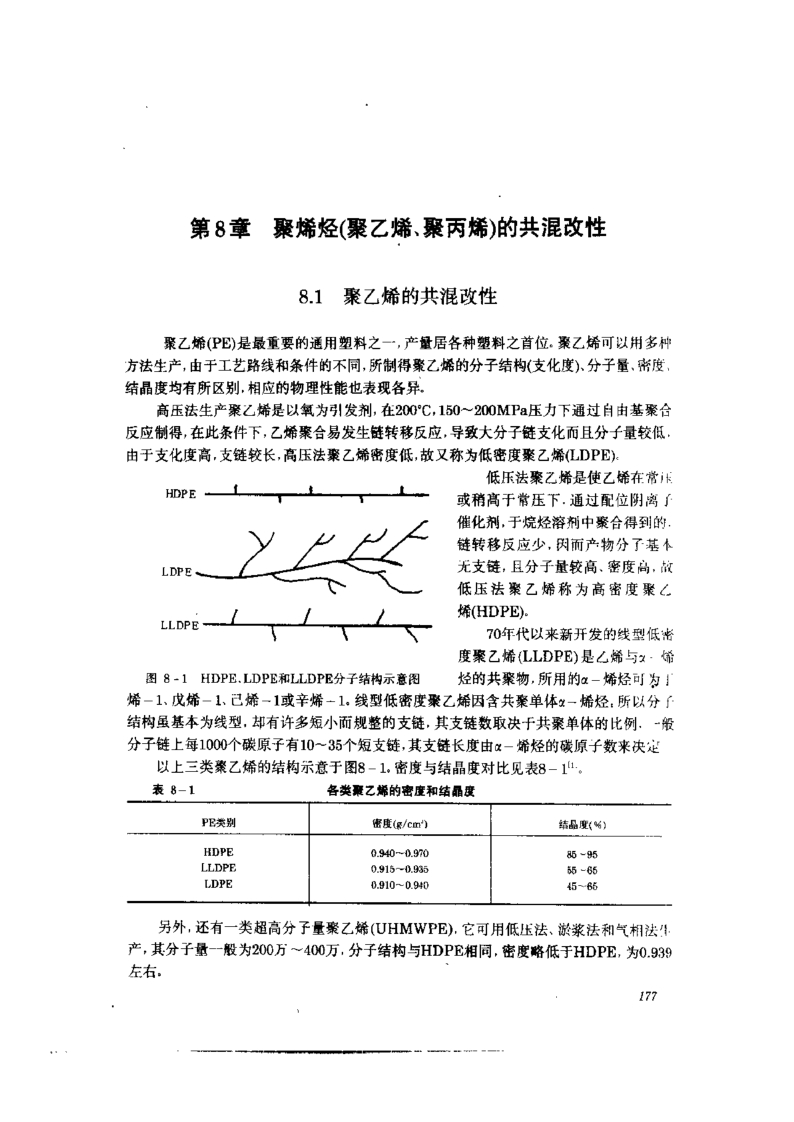 第8章 聚烯烃(聚乙烯、聚丙烯)的共混改性
8.1 聚乙烯的共混改性
聚乙烯(PE)是最重要的通用塑料之一,产量居各种塑料之首位。聚乙烯可以用多种
方法生产,由于工艺路线和条件的不同,所制得聚乙烯的分子结构(支化度)、分子量、密度、
结晶度均有所区别,相应的物理性能也表现各异。
高压法生产聚乙烯是以氧为引发剂,在200℃,150～200MPa压力下通过自由基聚合
反应制得,在此条件下,乙烯聚合易发生链转移反应,导致大分子链支化而且分子量较低.
由于支化度高,支链较长,高压法聚乙烯密度低,故又称为低密度聚乙烯(LDPE)。
HDPE
LDPE
LLDPE
图 8-1 HDPE、LDPE和LLDPE分子结构示意图
低压法聚乙烯是使乙烯在常压
或稍高于常压下,通过配位阴离子
催化剂,于烷烃溶剂中聚合得到的.
链转移反应少,因而产物分子基本
无支链,且分子量较高、密度高,故
低压法聚乙烯称为高密度聚乙
烯(HDPE)。
70年代以来新开发的线型低密
度聚乙烯(LLDPE)是乙烯与α-烯
烃的共聚物,所用的α-烯烃可为丁
烯-1、戊烯-1、己烯-1或辛烯-1。线型低密度聚乙烯因含共聚单体α-烯烃,所以分子
结构虽基本为线型,却有许多短小而规整的支链,其支链数取决于共聚单体的比例.一般
分子链上每1000个碳原子有10～35个短支链,其支链长度由α-烯烃的碳原子数来决定
以上三类聚乙烯的结构示意于图8-1。密度与结晶度对比见表8-1[1]。
表 8-1 各类聚乙烯的密度和结晶度
PE类别 密度(g/cm³) 结晶度(%)
HDPE 0.940～0.970 85～95
LLDPE 0.915～0.935 55～65
LDPE 0.910～0.940 45～65
另外,还有一类超高分子量聚乙烯(UHMWPE),它可用低压法、淤浆法和气相法生
产,其分子量一般为200万～400万,分子结构与HDPE相同,密度略低于HDPE,为0.939
左右。
177